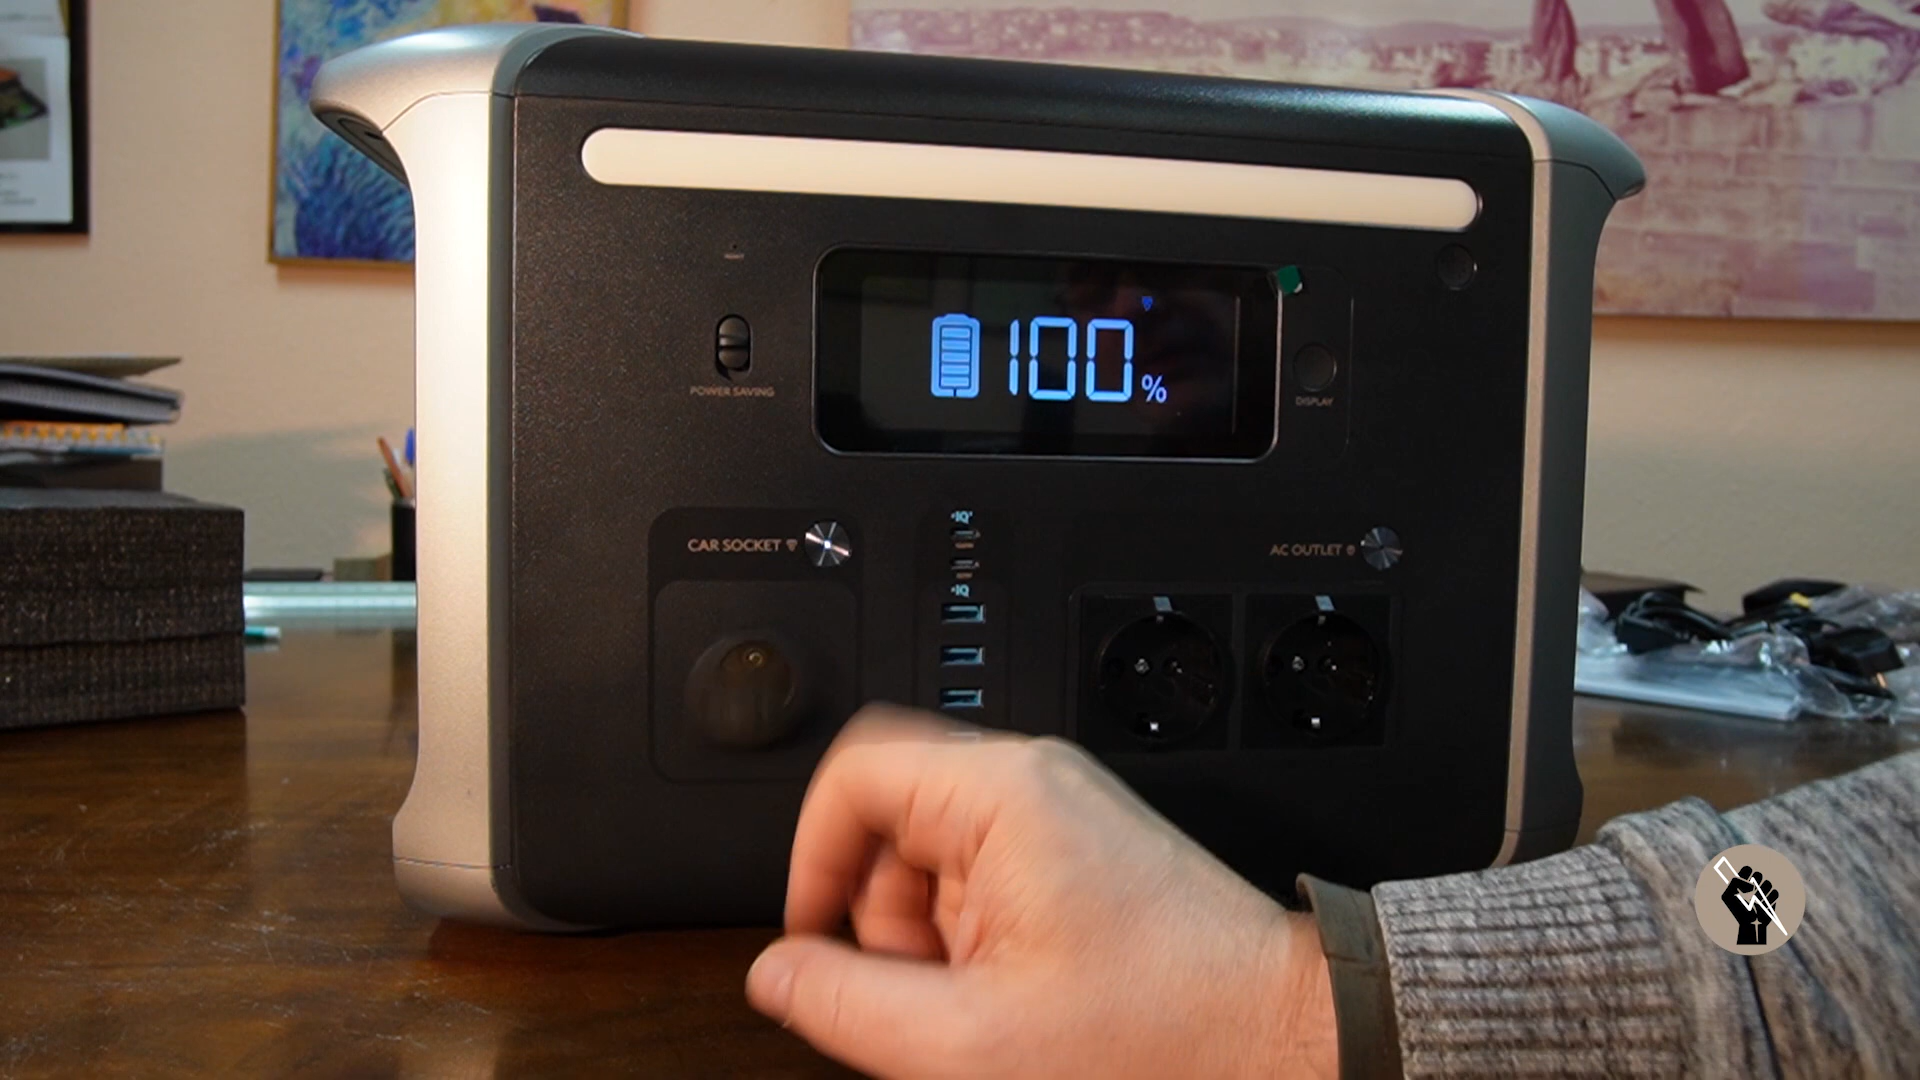 100%
POWER SAVING
DISPLAY
CAR SOCKET
AC OUTLET
IQ
IQ